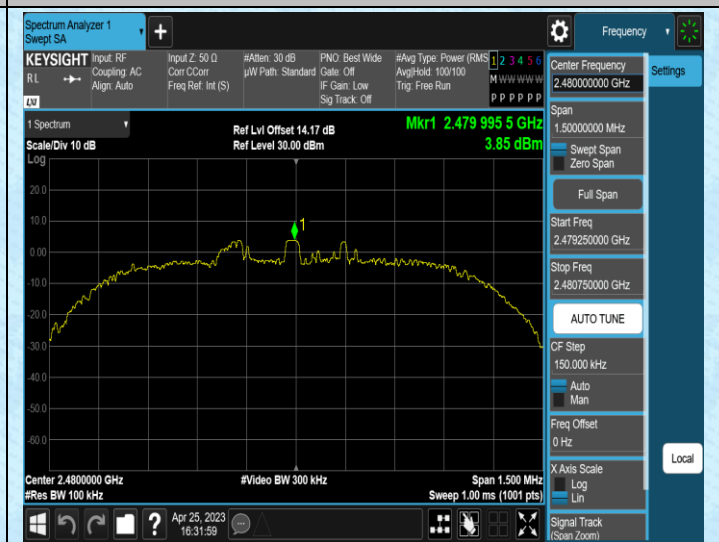 Spectrum Analyzer 1
Swept SA
+
Frequency
KEYSIGHT
R L
LXI
Input: RF
Coupling: AC
Align: Auto
Input Z: 50 Ω
Corr CCorr
Freq Ref: Int (S)
#Atten: 30 dB
µW Path: Standard
PNO: Best Wide
Gate: Off
IF Gain: Low
Sig Track: Off
#Avg Type: Power (RMS
Avg|Hold: 100/100
Trig: Free Run
1 2 3 4 5 6
M W W W W W
P P P P P P
Center Frequency
2.480000000 GHz
Settings
Span
1.50000000 MHz
Swept Span
Zero Span
Full Span
Start Freq
2.479250000 GHz
Stop Freq
2.480750000 GHz
AUTO TUNE
CF Step
150.000 kHz
Auto
Man
Freq Offset
0 Hz
X Axis Scale
Log
Lin
Signal Track
(Span Zoom)
Local
1 Spectrum
Scale/Div 10 dB
Ref Lvl Offset 14.17 dB
Ref Level 30.00 dBm
Mkr1 2.479 995 5 GHz
3.85 dBm
Log
20.0
10.0
1
0.00
-10.0
-20.0
-30.0
-40.0
-50.0
-60.0
Center 2.4800000 GHz
#Res BW 100 kHz
#Video BW 300 kHz
Span 1.500 MHz
Sweep 1.00 ms (1001 pts)
?
Apr 25, 2023
16:31:59